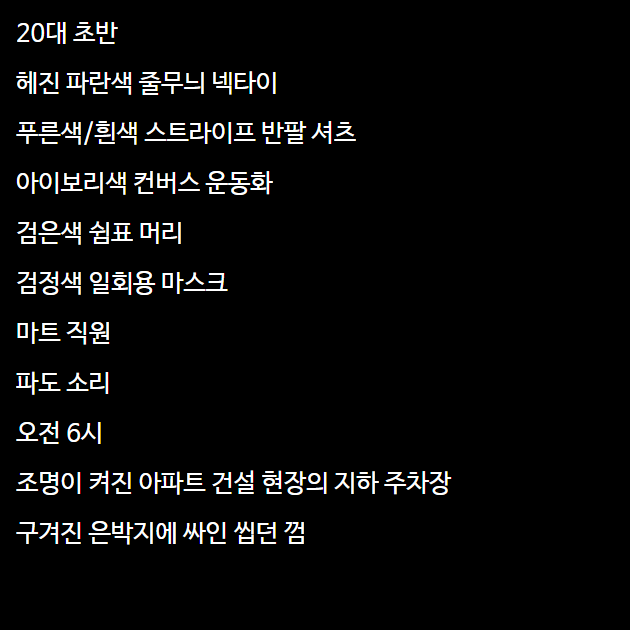 20대 초반
헤진 파란색 줄무늬 넥타이
푸른색/흰색 스트라이프 반팔 셔츠
아이보리색 컨버스 운동화
검은색 쉼표 머리
검정색 일회용 마스크
마트 직원
파도 소리
오전 6시
조명이 켜진 아파트 건설 현장의 지하 주차장
구겨진 은박지에 싸인 씹던 껌